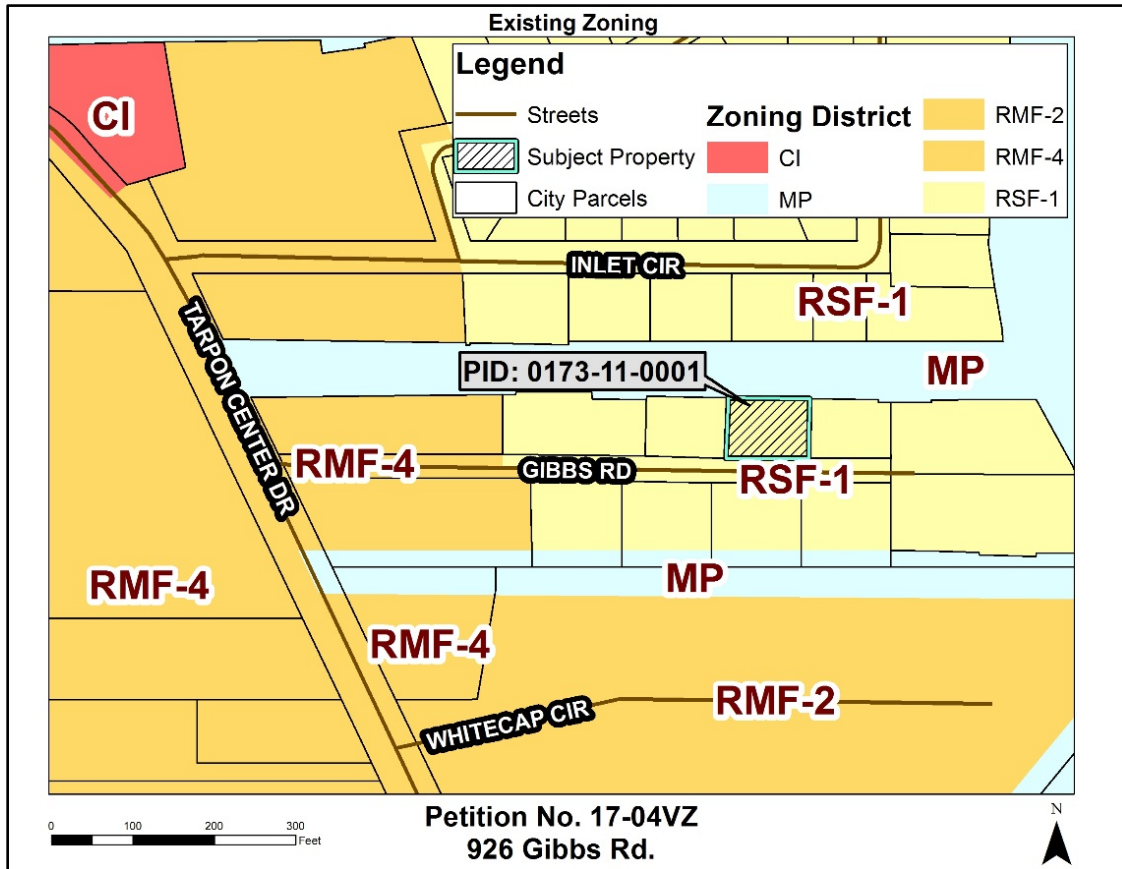 Existing Zoning
Legend
Streets
Subject Property
City Parcels
Zoning District
CI
MP
RMF-2
RMF-4
RSF-1
CI
INLET CIR
RSF-1
TARPON CENTER DR
MP
PID: 0173-11-0001
RMF-4
GIBBS RD
RSF-1
RMF-4
MP
RMF-4
RMF-2
WHITECAP CIR
0 100 200 300
Feet
Petition No. 17-04VZ
926 Gibbs Rd.
N